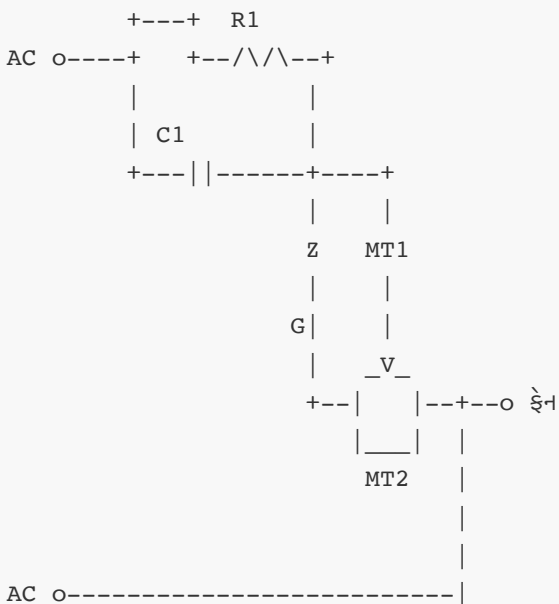 +---+  R1
AC o----+   +--/\/\--+
        |            |
        | C1         |
        +---||-------+----+
                     |    |
                     Z   MT1
                     |    |
                    G|    |
                     |   _V_
                     +--|   |--+--o ફેન
                        |___|  |
                         MT2   |
                               |
                               |
AC o--------------------------|